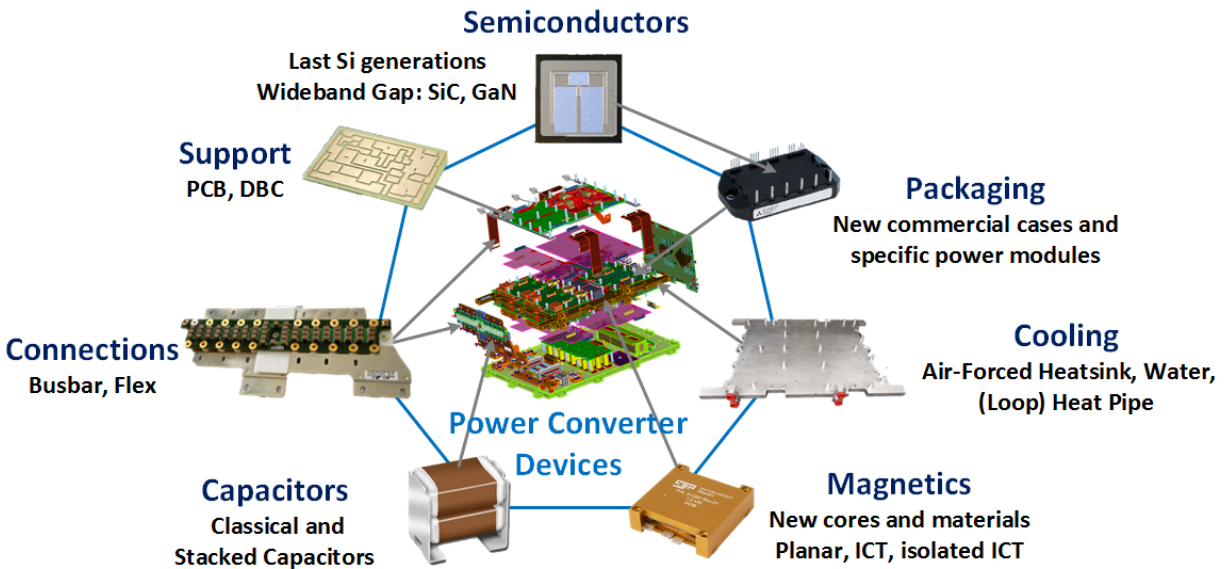 Semiconductors
Last Si generations
Wideband Gap: SiC, GaN
Support
PCB, DBC
Packaging
New commercial cases and
specific power modules
Connections
Busbar, Flex
Cooling
Air-Forced Heatsink, Water,
(Loop) Heat Pipe
Power Converter
Devices
Capacitors
Classical and
Stacked Capacitors
Magnetics
New cores and materials
Planar, ICT, isolated ICT